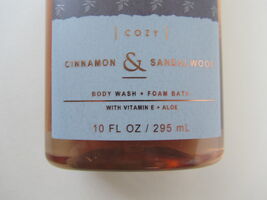 [ COZY ]
CINNAMON & SANDALWOOD
BODY WASH + FOAM BATH
WITH VITAMIN E + ALOE
10 FL OZ / 295 mL